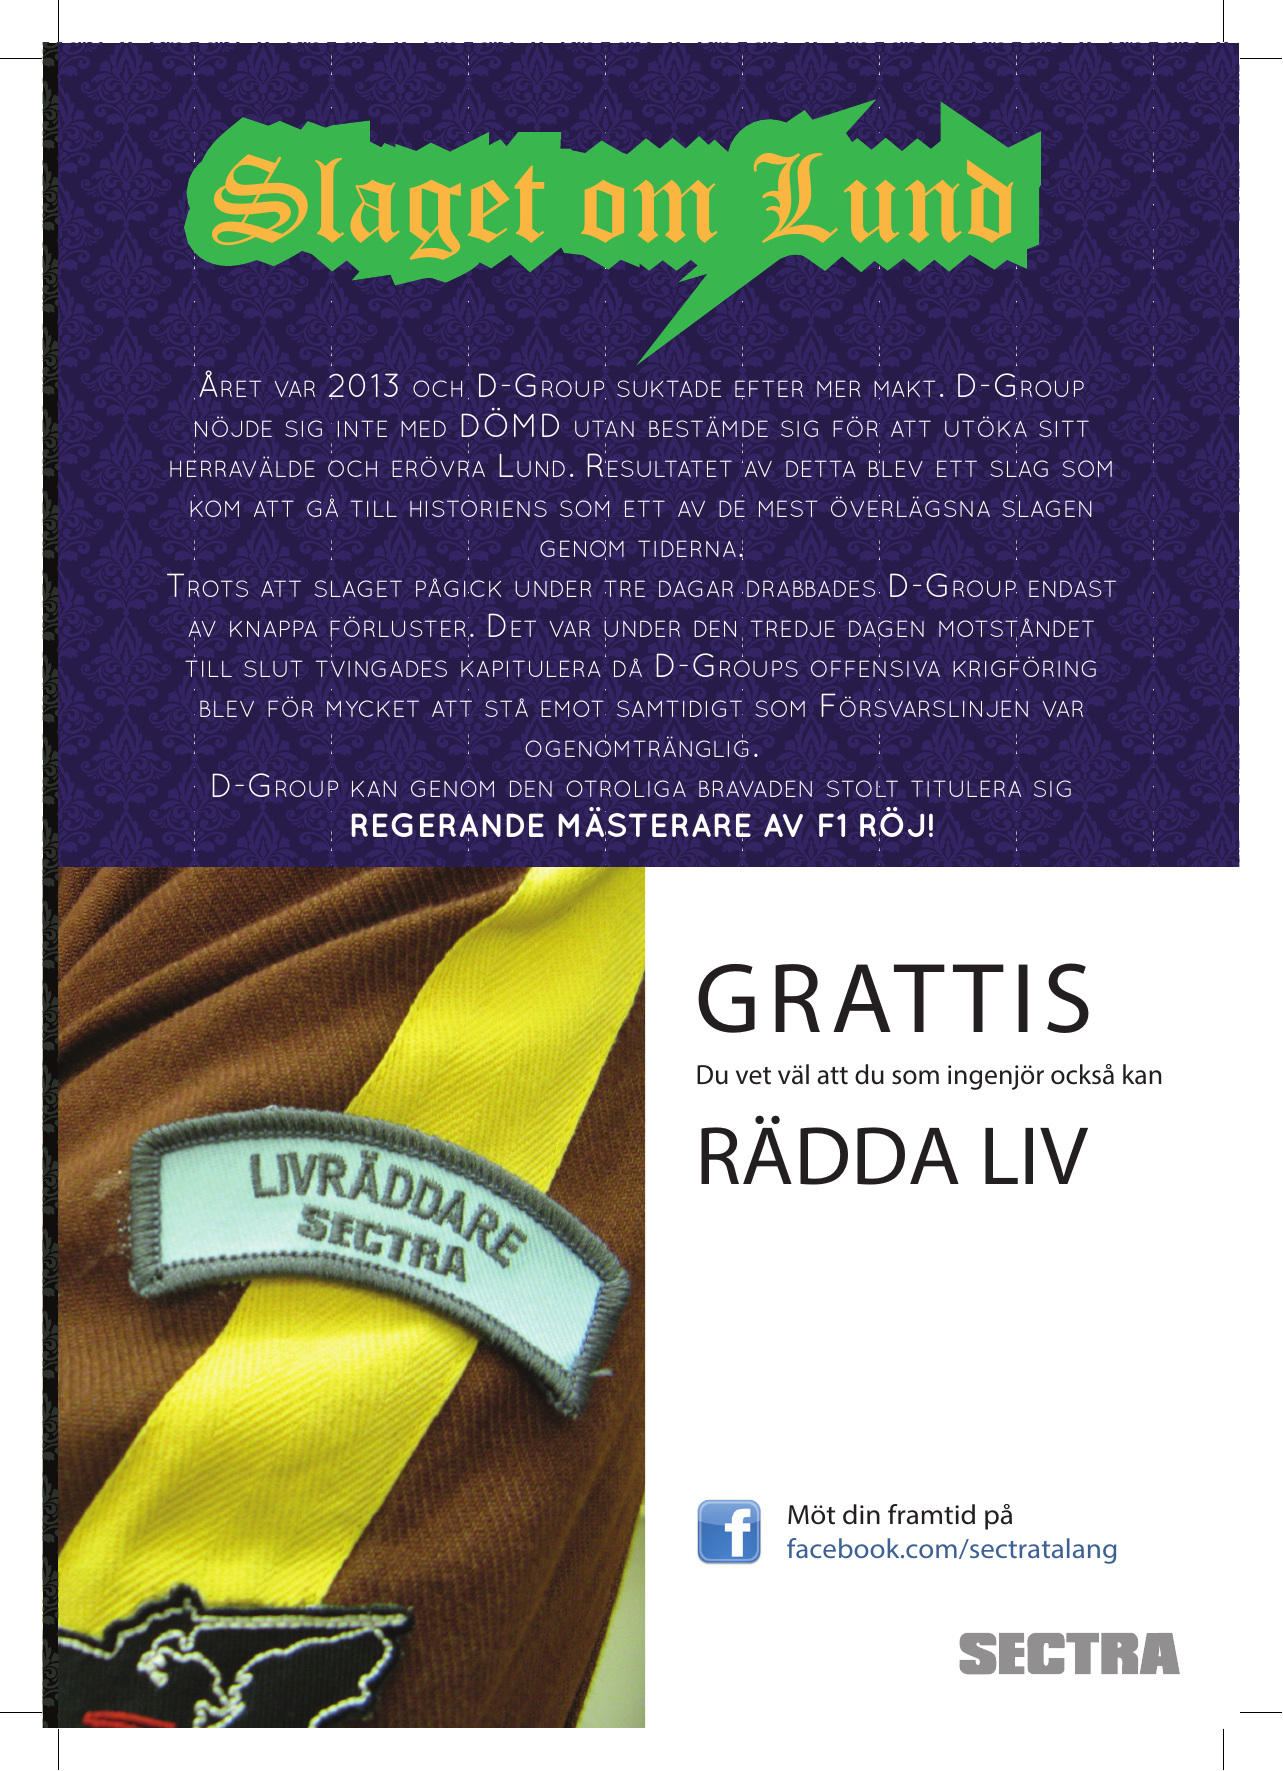 Slaget om Lund
Året var 2013 och D-Group suktade efter mer makt. D-Group
nöjde sig inte med DÖMD utan bestämde sig för att utöka sitt
herravälde och erövra Lund. Resultatet av detta blev ett slag som
kom att gå till historiens som ett av de mest överlägsna slagen
genom tiderna.
Trots att slaget pågick under tre dagar drabbades D-Group endast
av knappa förluster. Det var under den tredje dagen motståndet
till slut tvingades kapitulera då D-Groups offensiva krigföring
blev för mycket att stå emot samtidigt som Försvarslinjen var
ogenomtränglig.
D-Group kan genom den otroliga bravaden stolt titulera sig
REGERANDE MÄSTERARE AV F1 RÖJ!
LIVRÄDDARE
SECTRA
GRATTIS
Du vet väl att du som ingenjör också kan
RÄDDA LIV
Möt din framtid på
facebook.com/sectratalang
SECTRA